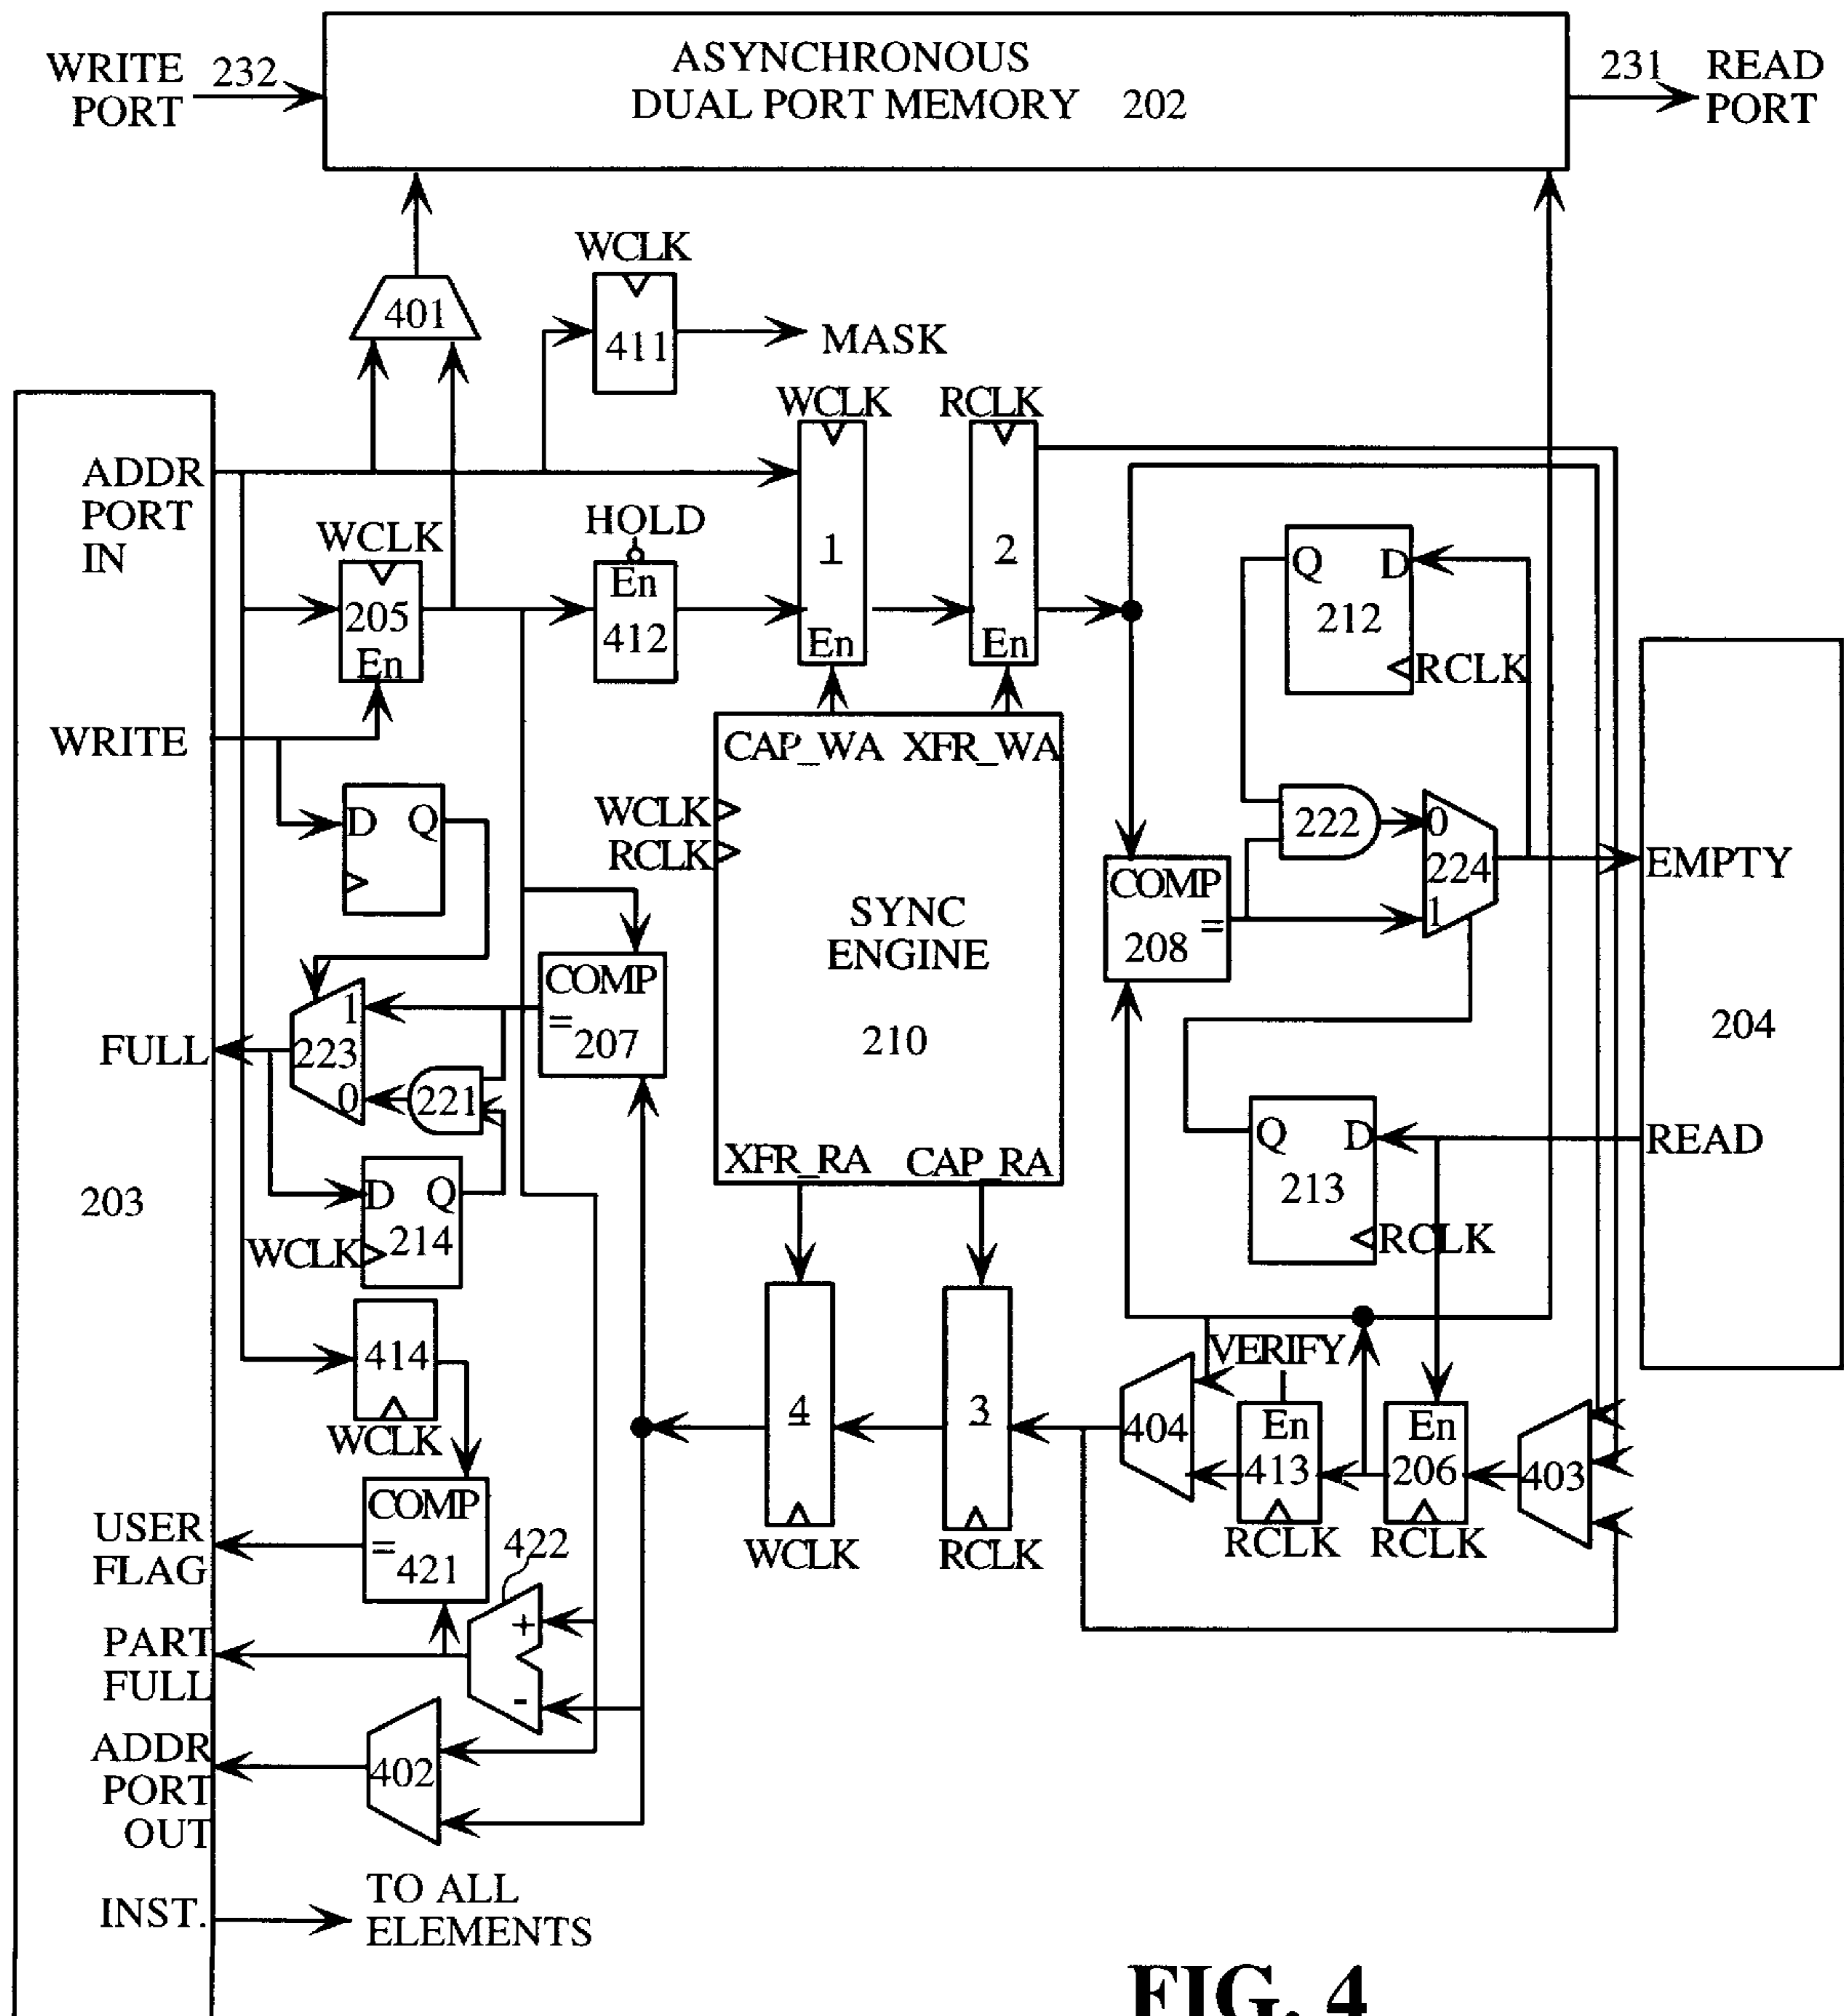 ASYNCHRONOUS
DUAL PORT MEMORY 202
WRITE
PORT
232
231
READ
PORT
401
WCLK
411
MASK
WCLK
RCLK
ADDR
PORT
IN
WCLK
205
En
HOLD
En
412
1
En
2
En
Q D
212
RCLK
WRITE
D Q
CAP_WA XFR_WA
WCLK
RCLK
SYNC
ENGINE
210
XFR_RA CAP_RA
222
0
224
1
EMPTY
COMP
=
208
204
COMP
=
207
1
223
0
FULL
221
READ
Q D
213
RCLK
203
D Q
214
WCLK
414
WCLK
VERIFY
4
WCLK
3
RCLK
404
En
413
RCLK
En
206
RCLK
403
USER
FLAG
COMP
=
421
422
+
-
PART
FULL
ADDR
PORT
OUT
402
INST.
TO ALL
ELEMENTS
FIG. 4